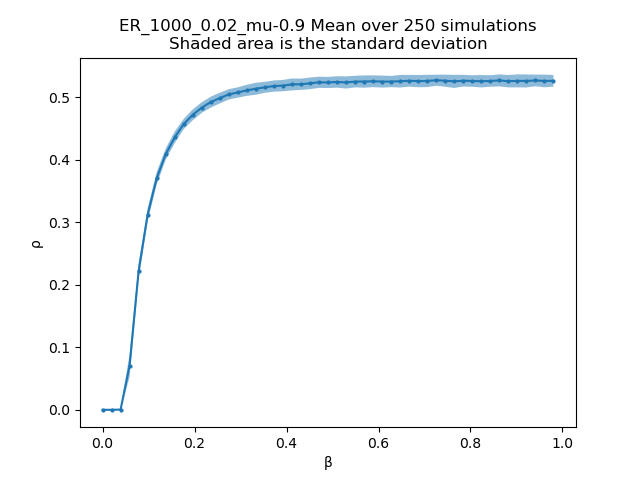 ER_1000_0.02_mu-0.9 Mean over 250 simulations
Shaded area is the standard deviation
0.5
0.4
0.3
0.2
0.1
0.0
ρ
0.0 0.2 0.4 0.6 0.8 1.0
β